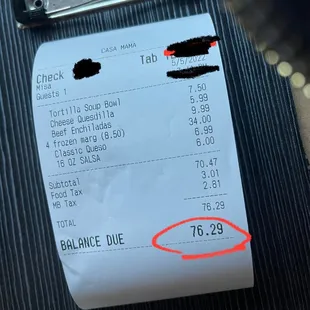 CASA MAMA
Check Tab
Misa 5/5/2022
Guests 1
Tortilla Soup Bowl 7.50
Cheese Quesdilla 5.99
Beef Enchiladas 9.99
4 frozen marg (8.50) 34.00
Classic Queso 6.99
16 OZ SALSA 6.00
Subtotal 70.47
Food Tax 3.01
MB Tax 2.81
TOTAL 76.29
BALANCE DUE 76.29